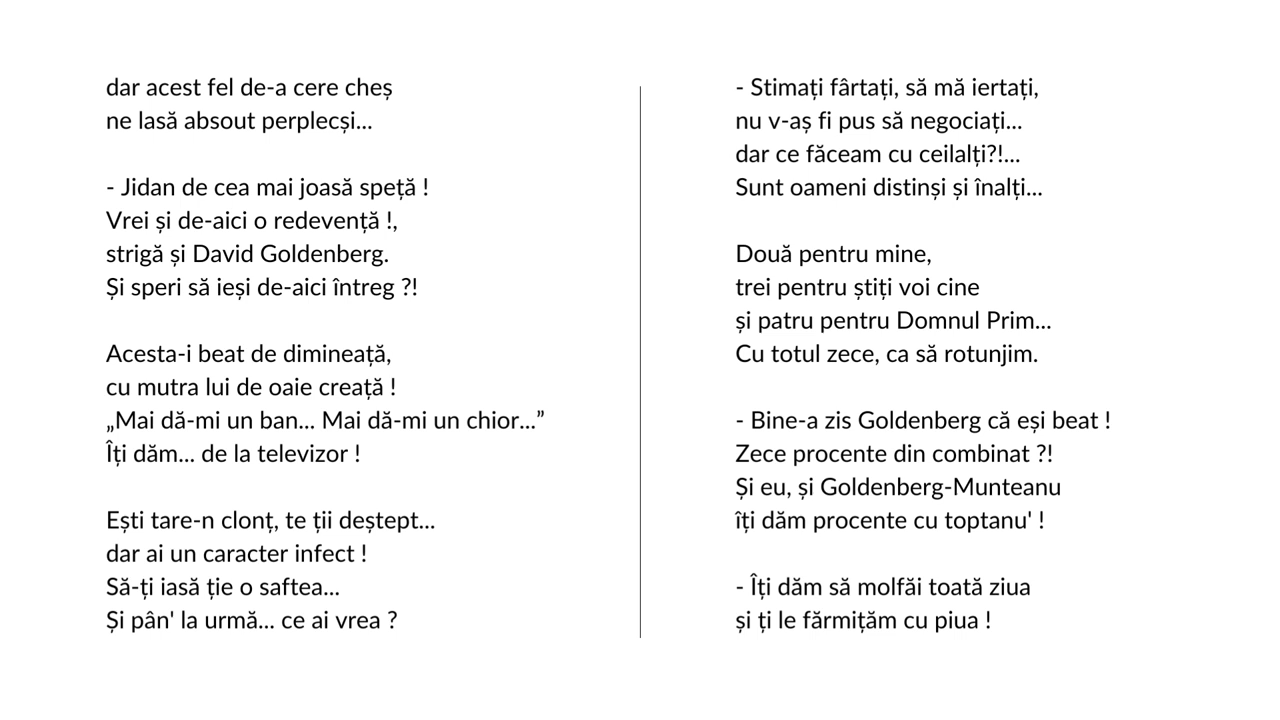 dar acest fel de-a cere cheș
ne lasă absout perplecși...

- Jidan de cea mai joasă speță !
Vrei și de-aici o redevență !,
strigă și David Goldenberg.
Și speri să ieși de-aici întreg ?!

Acesta-i beat de dimineață,
cu mutra lui de oaie creață !
„Mai dă-mi un ban... Mai dă-mi un chior...”
Îți dăm... de la televizor !

Ești tare-n clonț, te ții deștept...
dar ai un caracter infect !
Să-ți iasă ție o saftea...
Și pân' la urmă... ce ai vrea ?

- Stimați fârtați, să mă iertați,
nu v-aș fi pus să negociați...
dar ce făceam cu ceilalți?!...
Sunt oameni distinși și înalți...

Două pentru mine,
trei pentru știți voi cine
și patru pentru Domnul Prim...
Cu totul zece, ca să rotunjim.

- Bine-a zis Goldenberg că eși beat !
Zece procente din combinat ?!
Și eu, și Goldenberg-Munteanu
îți dăm procente cu toptanu' !

- Îți dăm să molfăi toată ziua
și ți le fărmițăm cu piua !